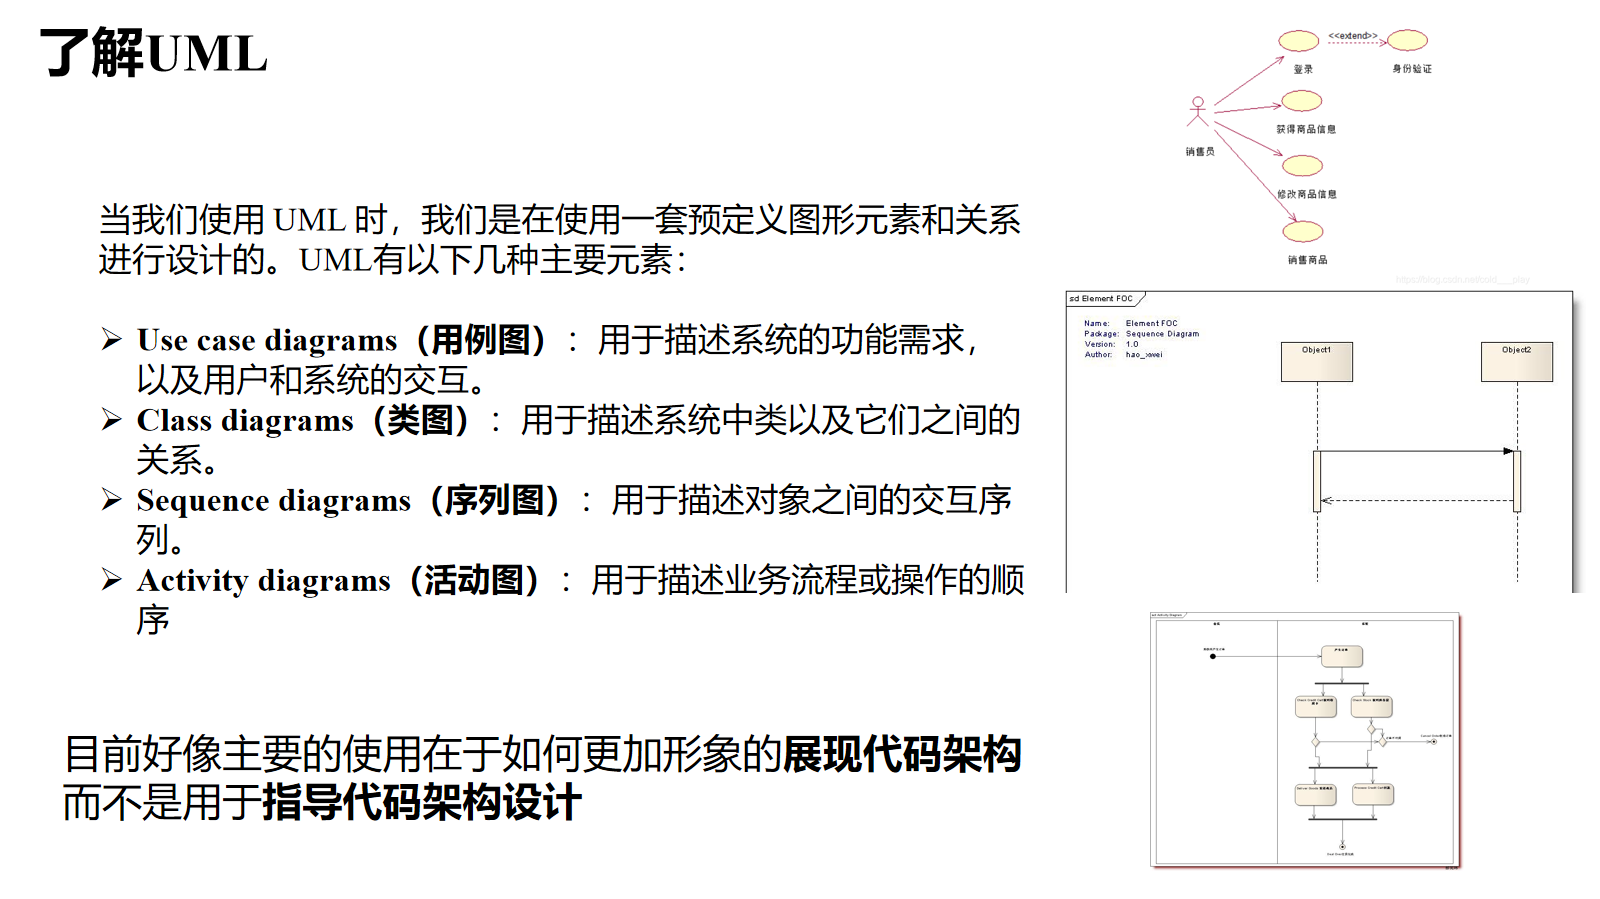 了解UML
当我们使用 UML 时，我们是在使用一套预定义图形元素和关系
进行设计的。UML有以下几种主要元素：
Use case diagrams（用例图）：用于描述系统的功能需求，
以及用户和系统的交互。
Class diagrams（类图）：用于描述系统中类以及它们之间的
关系。
Sequence diagrams（序列图）：用于描述对象之间的交互序
列。
Activity diagrams（活动图）：用于描述业务流程或操作的顺
序
目前好像主要的使用在于如何更加形象的展现代码架构
而不是用于指导代码架构设计
<<extend>>
登录
身份验证
获得商品信息
销售员
修改商品信息
销售商品
sd Element FOC
Name: Element FOC
Package: Sequence Diagram
Version: 1.0
Author:
Object1
Object2